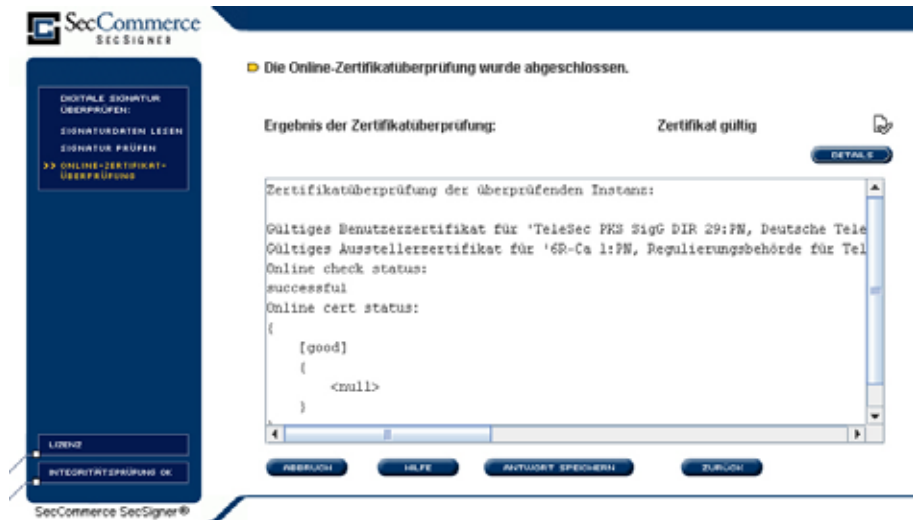 SecCommerce
SECSIGNER
Die Online-Zertifikatüberprüfung wurde abgeschlossen.
DIGITALE SIGNATUR
ÜBERPRÜFEN:
SIGNATURDATEN LESEN
SIGNATUR PRÜFEN
>> ONLINE-ZERTIFIKAT-
ÜBERPRÜFUNG
Ergebnis der Zertifikatüberprüfung: Zertifikat gültig
DETAILS
Zertifikatüberprüfung der überprüfenden Instanz:
Gültiges Benutzerzertifikat für 'TeleSec PKS SigG DIR 29:PN, Deutsche Tele
Gültiges Ausstellerzertifikat für '6R-Ca 1:PN, Regulierungsbehörde für Tel
Online check status:
successful
Online cert status:
{
[good]
{
<null>
}
LIZENZ
INTEGRITÄTSPRÜFUNG OK
ABBRUCH HILFE ANTWORT SPEICHERN ZURÜCK
SecCommerce SecSigner®